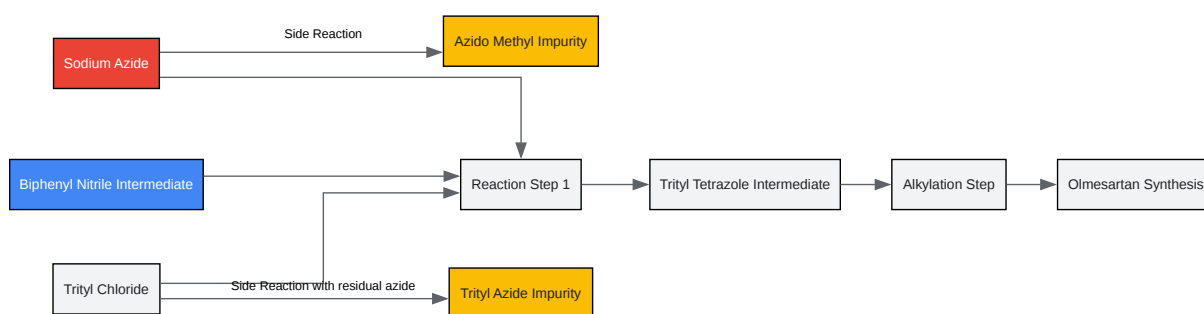 Side Reaction
Azido Methyl Impurity
Sodium Azide
Biphenyl Nitrile Intermediate
Reaction Step 1
Trityl Tetrazole Intermediate
Alkylation Step
Olmesartan Synthesis
Trityl Chloride
Side Reaction with residual azide
Trityl Azide Impurity